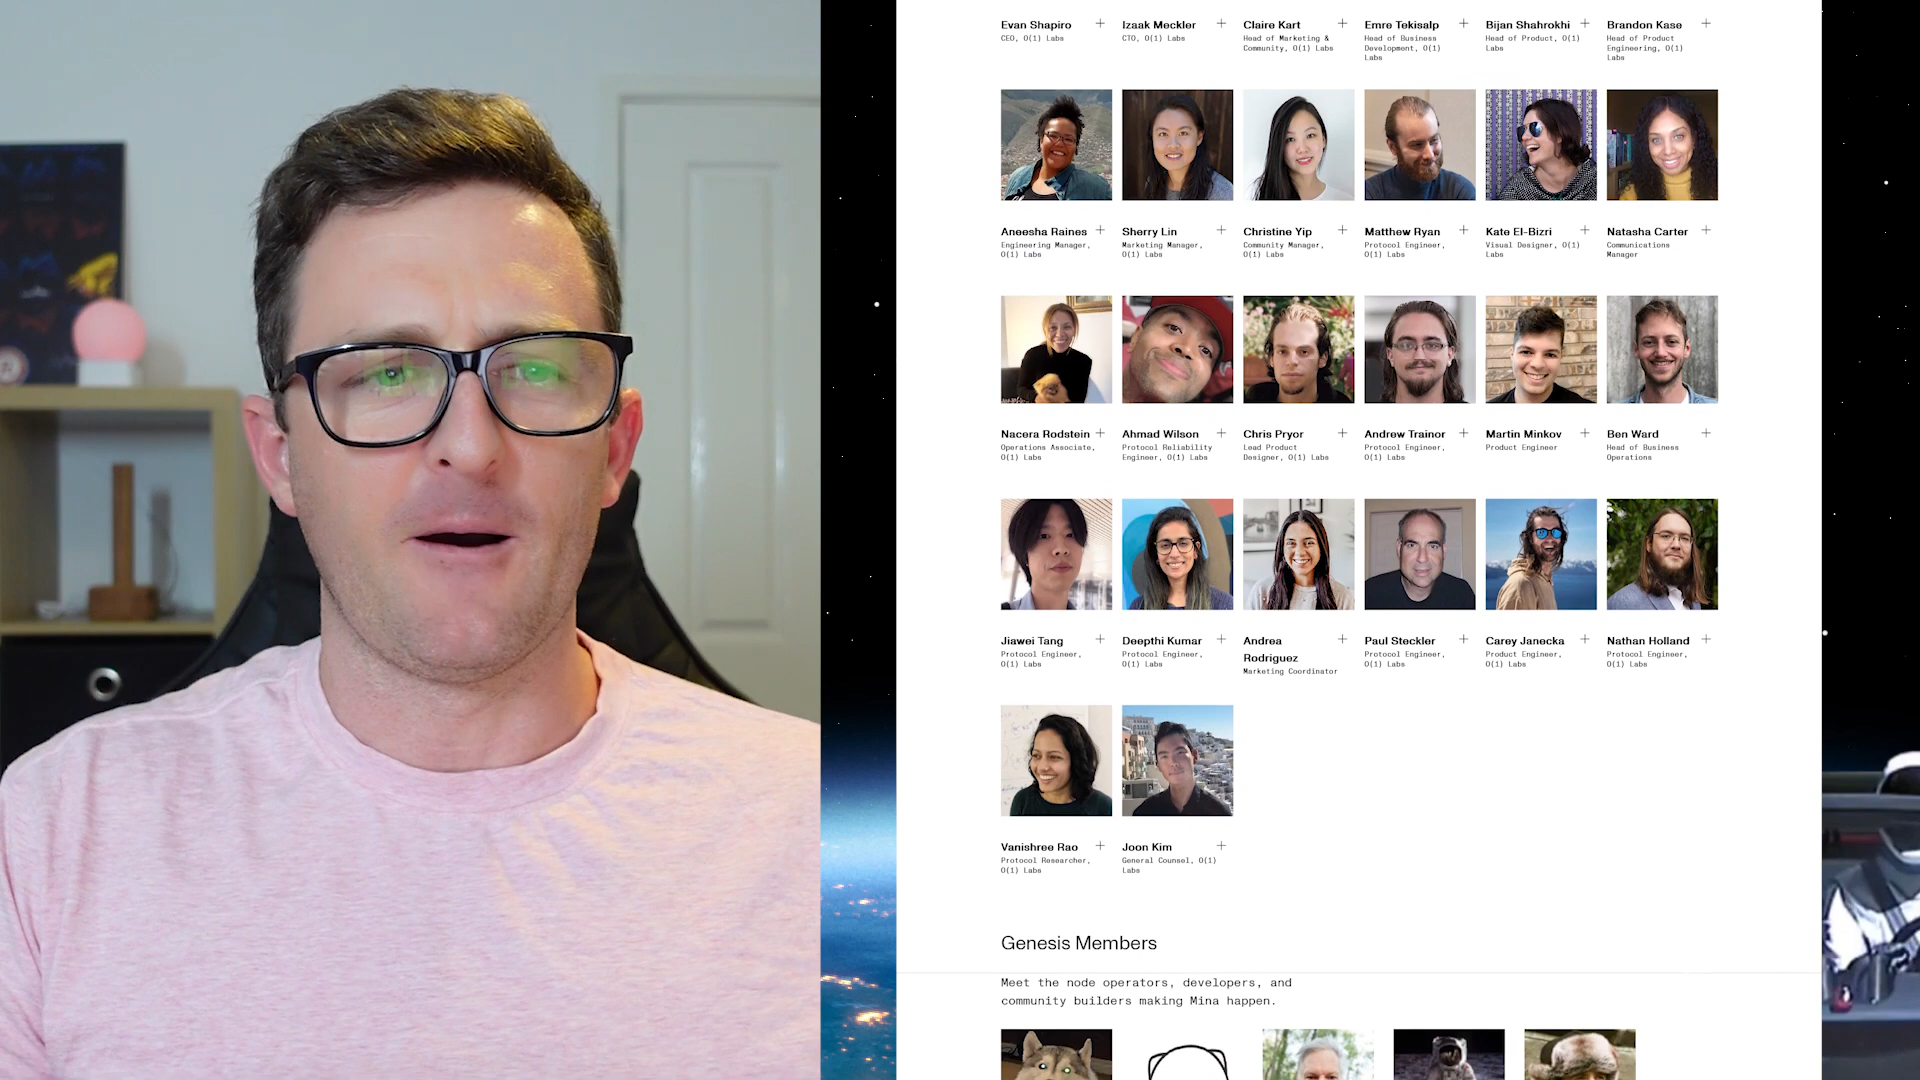 Evan Shapiro
CEO, O(1) Labs
Izaak Meckler
CTO, O(1) Labs
Claire Kart
Head of Marketing &
Community, O(1) Labs
Emre Tekisalp
Head of Business
Development, O(1)
Labs
Bijan Shahrokhi
Head of Product, O(1)
Labs
Brandon Kase
Head of Product
Engineering, O(1)
Labs
Aneesha Raines
Engineering Manager,
O(1) Labs
Sherry Lin
Marketing Manager,
O(1) Labs
Christine Yip
Community Manager,
O(1) Labs
Matthew Ryan
Protocol Engineer,
O(1) Labs
Kate El-Bizri
Visual Designer, O(1)
Labs
Natasha Carter
Communications
Manager
Nacera Rodstein
Operations Associate,
O(1) Labs
Ahmad Wilson
Protocol Reliability
Engineer, O(1) Labs
Chris Pryor
Lead Product
Designer, O(1) Labs
Andrew Trainor
Protocol Engineer,
O(1) Labs
Martin Minkov
Product Engineer
Ben Ward
Head of Business
Operations
Jiawei Tang
Protocol Engineer,
O(1) Labs
Deepthi Kumar
Protocol Engineer,
O(1) Labs
Andrea
Rodriguez
Marketing Coordinator
Paul Steckler
Protocol Engineer,
O(1) Labs
Carey Janecka
Product Engineer,
O(1) Labs
Nathan Holland
Protocol Engineer,
O(1) Labs
Vanishree Rao
Protocol Researcher,
O(1) Labs
Joon Kim
General Counsel, O(1)
Labs
Genesis Members
Meet the node operators, developers, and
community builders making Mina happen.